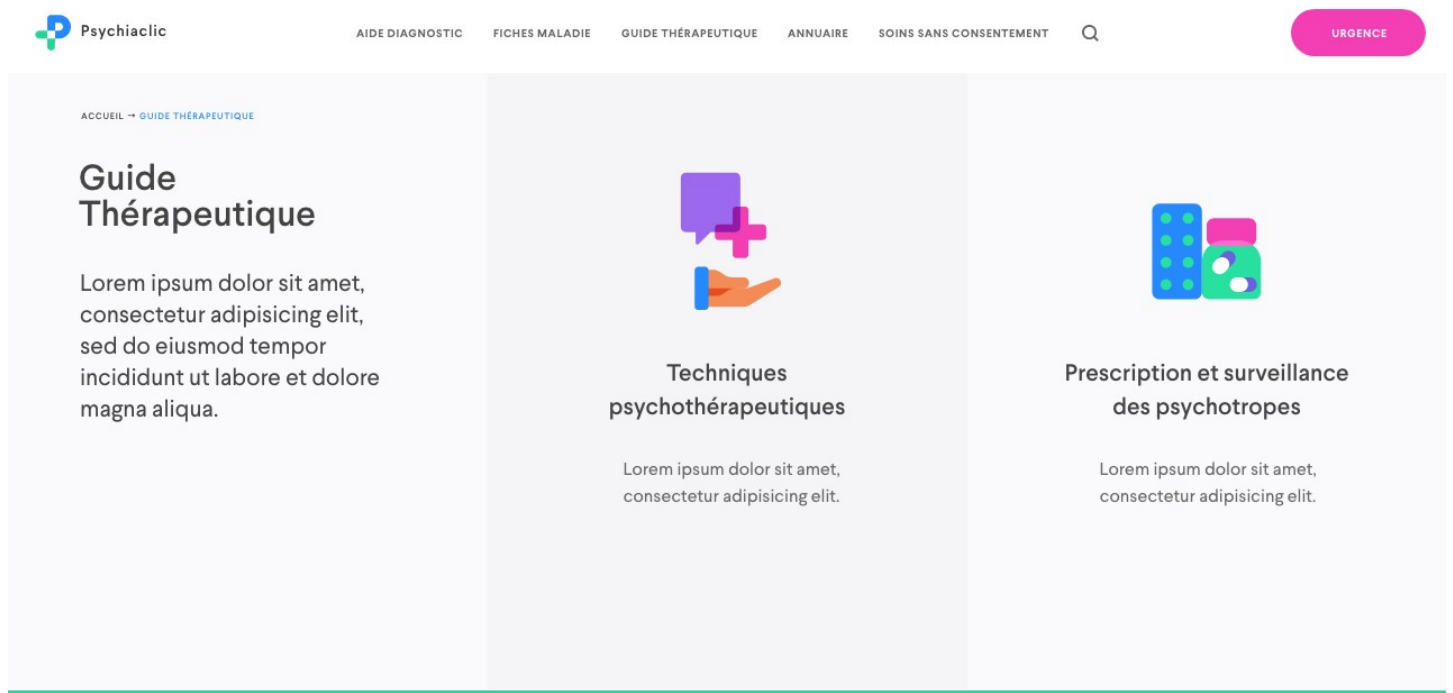 Psychiaclic
AIDE DIAGNOSTIC
FICHES MALADIE
GUIDE THÉRAPEUTIQUE
ANNUAIRE
SOINS SANS CONSENTEMENT
URGENCE
ACCUEIL → GUIDE THÉRAPEUTIQUE
Guide
Thérapeutique
Lorem ipsum dolor sit amet,
consectetur adipisicing elit,
sed do eiusmod tempor
incididunt ut labore et dolore
magna aliqua.
Techniques
psychothérapeutiques
Lorem ipsum dolor sit amet,
consectetur adipisicing elit.
Prescription et surveillance
des psychotropes
Lorem ipsum dolor sit amet,
consectetur adipisicing elit.